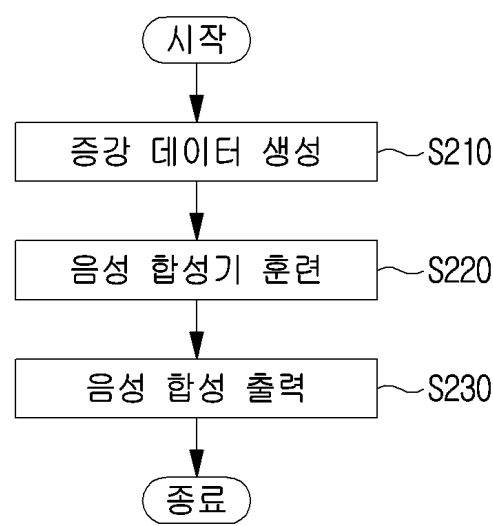 시작
증강 데이터 생성 S210
음성 합성기 훈련 S220
음성 합성 출력 S230
종료